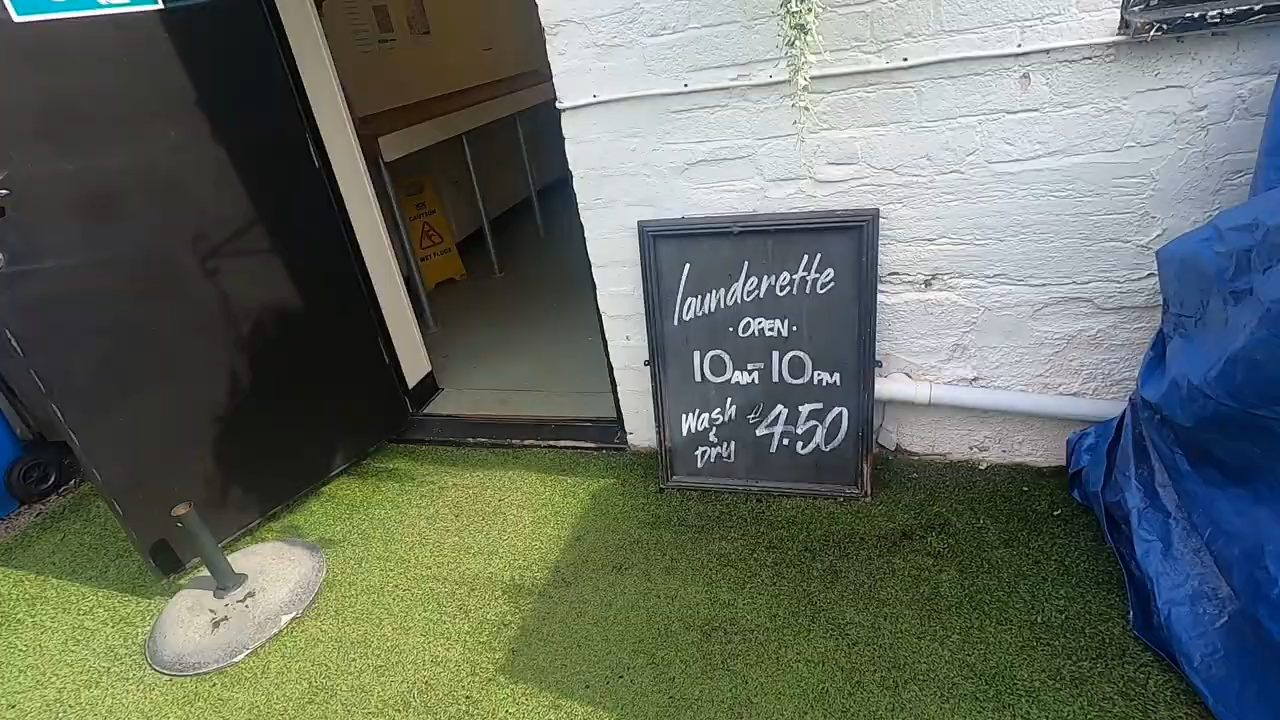 CAUTION
WET FLOOR
launderette
·OPEN·
10AM-10PM
Wash & Dry £4.50